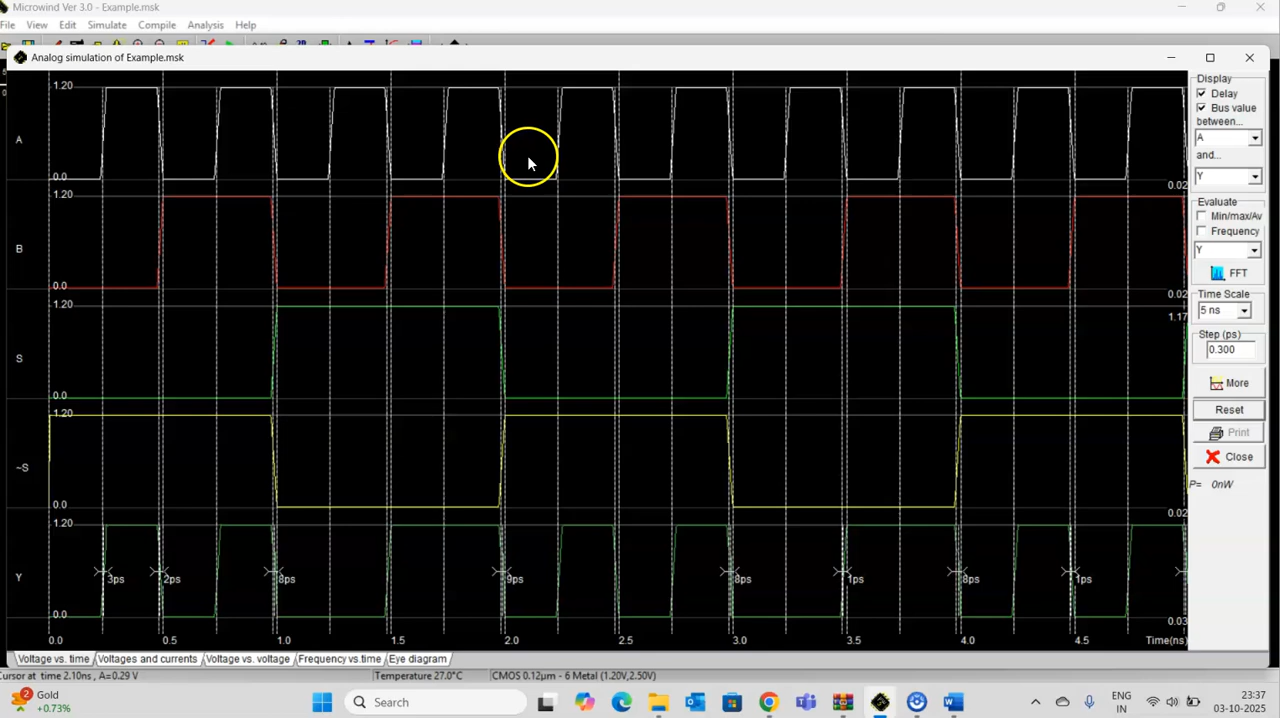 Microwind Ver 3.0 - Example.msk
File View Edit Simulate Compile Analysis Help
Analog simulation of Example.msk
Display
Delay
Bus value
between...
A
and...
Y
Evaluate
Min/max/Av
Frequency
Y
FFT
Time Scale
5 ns
Step (ps)
0.300
More
Reset
Print
Close
P= 0nW
1.20
A
0.0
0.02
1.20
B
0.0
0.02
1.20
1.17
S
0.0
1.20
~S
0.0
0.02
1.20
Y
3ps 2ps 8ps 9ps 8ps 1ps 8ps 1ps
0.0
0.03
0.0 0.5 1.0 1.5 2.0 2.5 3.0 3.5 4.0 4.5 Time(ns)
Voltage vs. time Voltages and currents Voltage vs. voltage Frequency vs.time Eye diagram
Cursor at time 2.10ns , A=0.29 V Temperature 27.0°C CMOS 0.12µm - 6 Metal (1.20V,2.50V)
2
Gold
+0.73%
Search
ENG
IN
23:37
03-10-2025